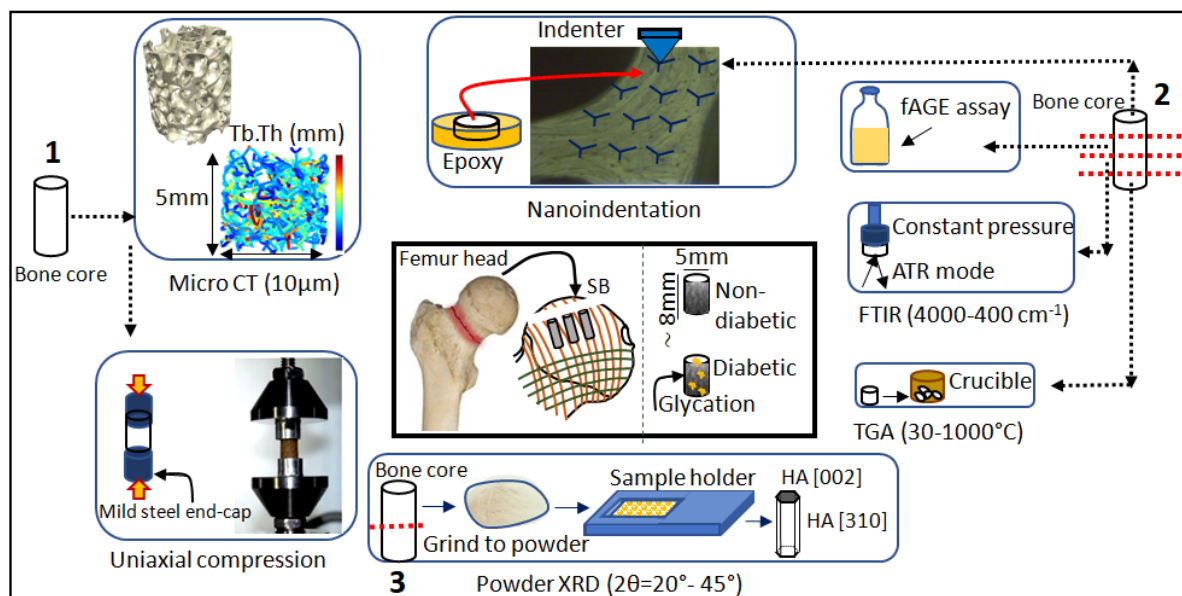 1
Bone core
Tb.Th (mm)
5mm
Micro CT (10µm)
Indenter
Epoxy
Nanoindentation
2
Bone core
fAGE assay
Constant pressure
ATR mode
FTIR (4000-400 cm⁻¹)
Crucible
TGA (30-1000°C)
Femur head
SB
5mm
~ 8mm
Non-
diabetic
Diabetic
Glycation
Mild steel end-cap
Uniaxial compression
Bone core
Grind to powder
Sample holder
HA [002]
HA [310]
3
Powder XRD (2θ=20°- 45°)